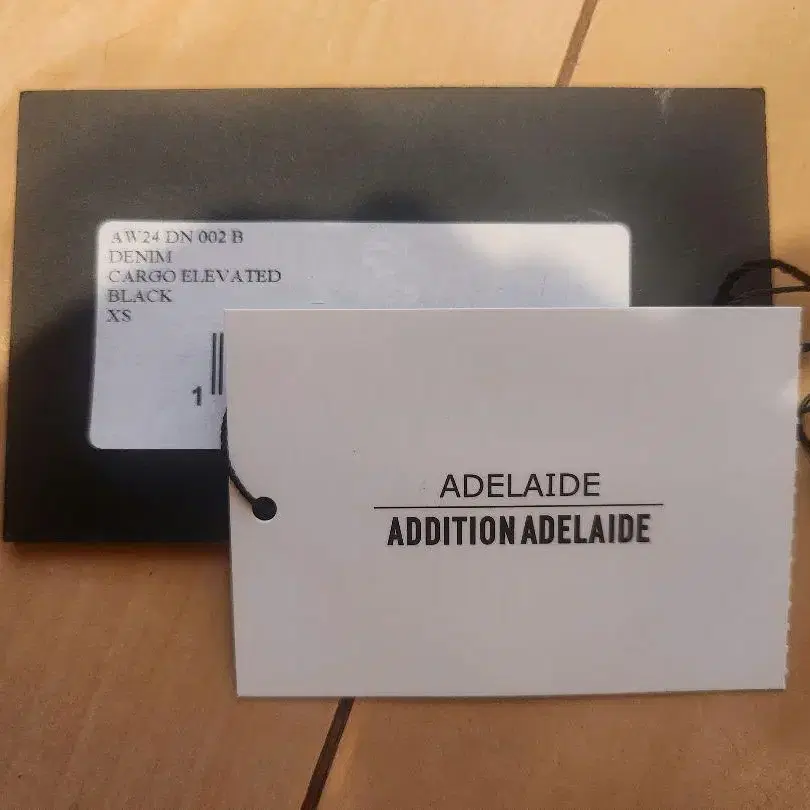 AW24 DN 002 B
DENIM
CARGO ELEVATED
BLACK
XS
1
ADELAIDE
ADDITION ADELAIDE